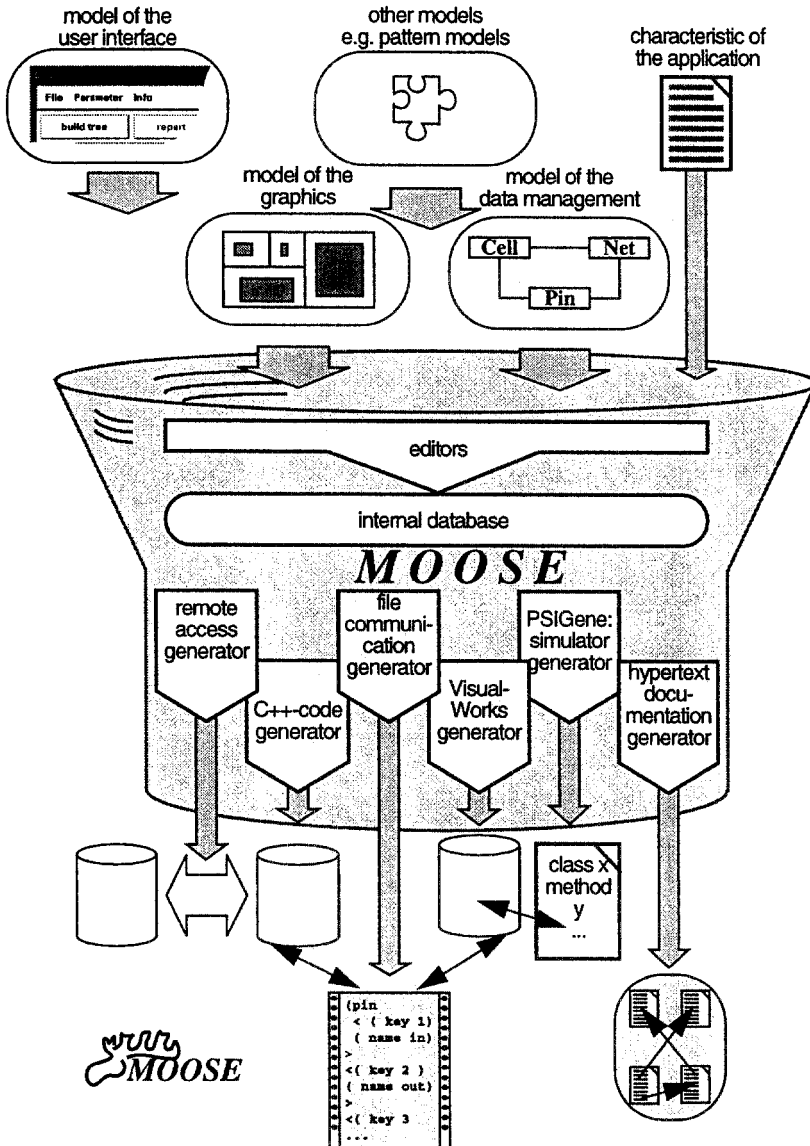 model of the
user interface
other models
e.g. pattern models
characteristic of
the application
File Parameter Info
build tree
report
model of the
graphics
model of the
data management
Cell
Net
Pin
editors
internal database
MOOSE
remote
access
generator
C++-code
generator
file
communi-
cation
generator
Visual-
Works
generator
PSIGene:
simulator
generator
hypertext
docu-
mentation
generator
class x
method
y
...
(pin
< ( key 1)
( name in)
>
<( key 2 )
( name out)
>
<( key 3
...
MOOSE